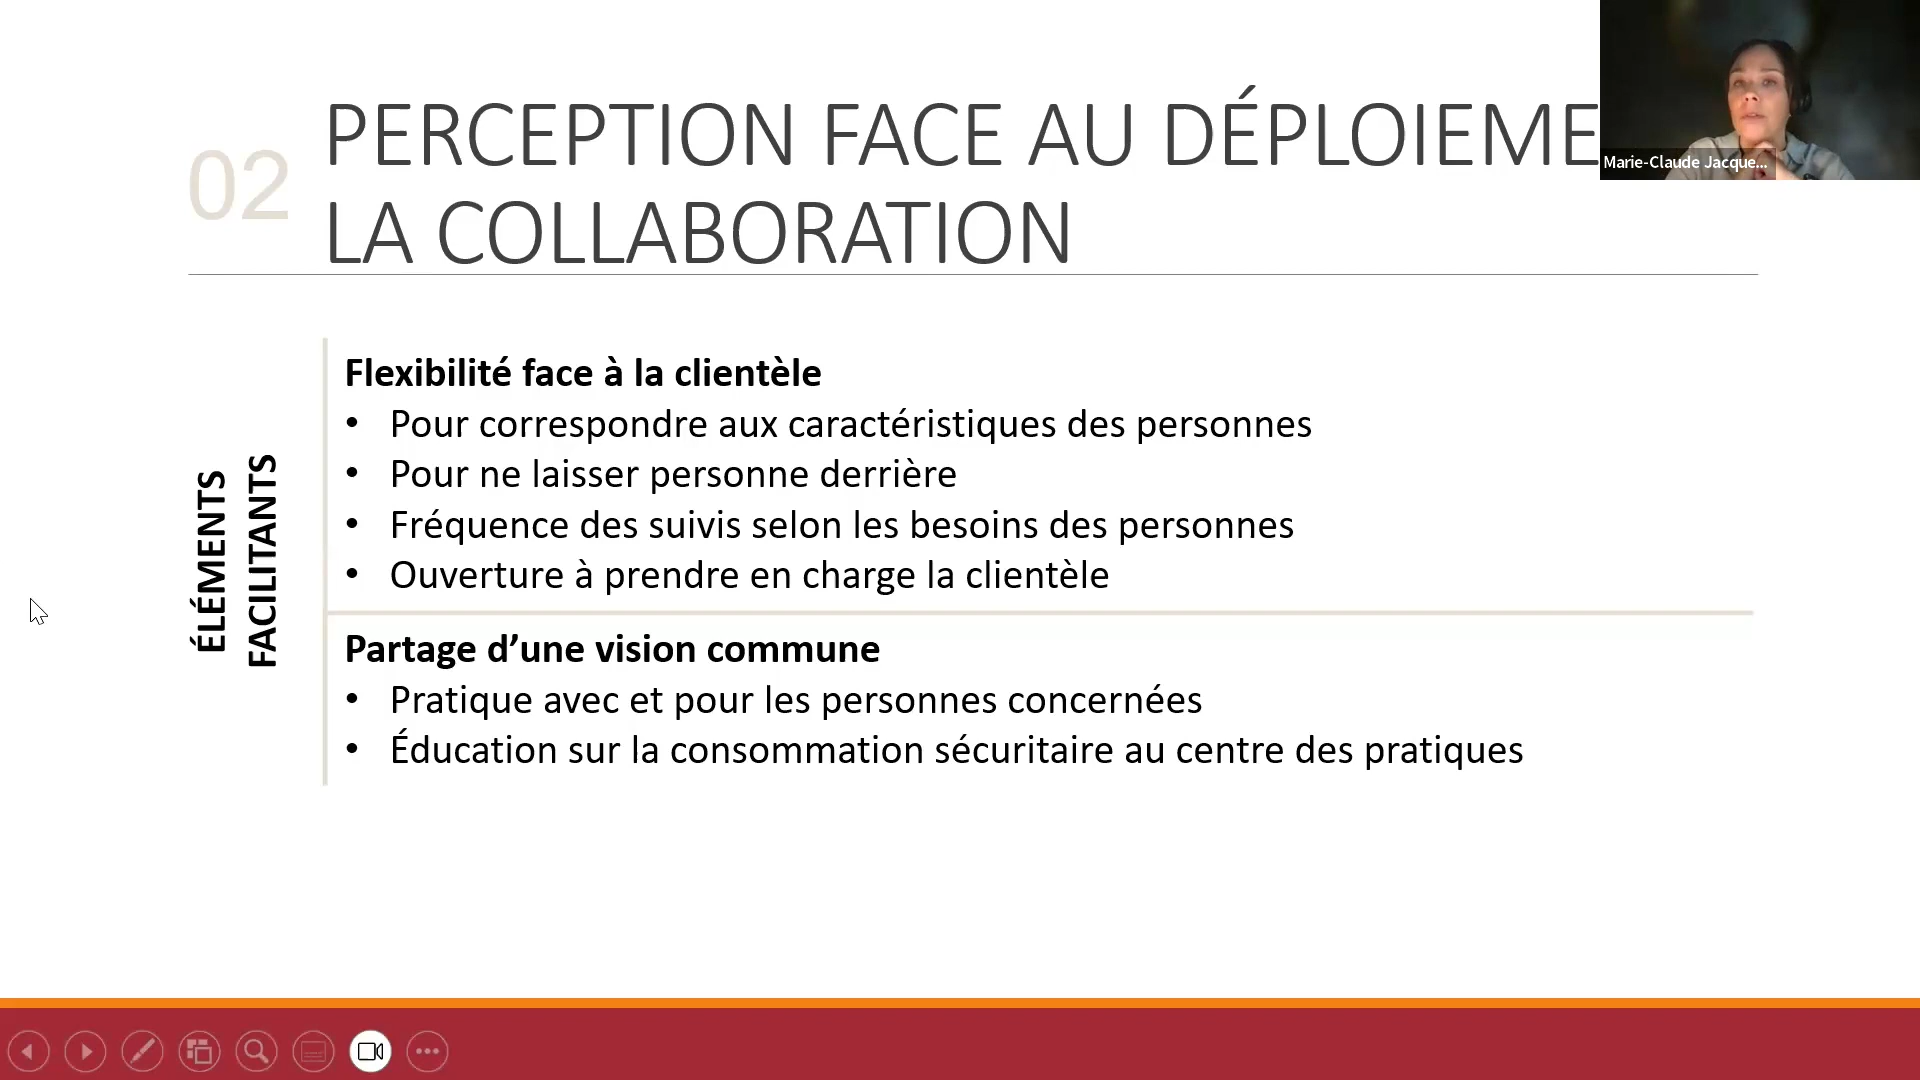 02
PERCEPTION FACE AU
LA COLLABORATION
Marie-Claude Jacque...
ÉLÉMENTS
FACILITANTS
Flexibilité face à la clientèle
• Pour correspondre aux caractéristiques des personnes
• Pour ne laisser personne derrière
• Fréquence des suivis selon les besoins des personnes
• Ouverture à prendre en charge la clientèle
Partage d’une vision commune
• Pratique avec et pour les personnes concernées
• Éducation sur la consommation sécuritaire au centre des pratiques